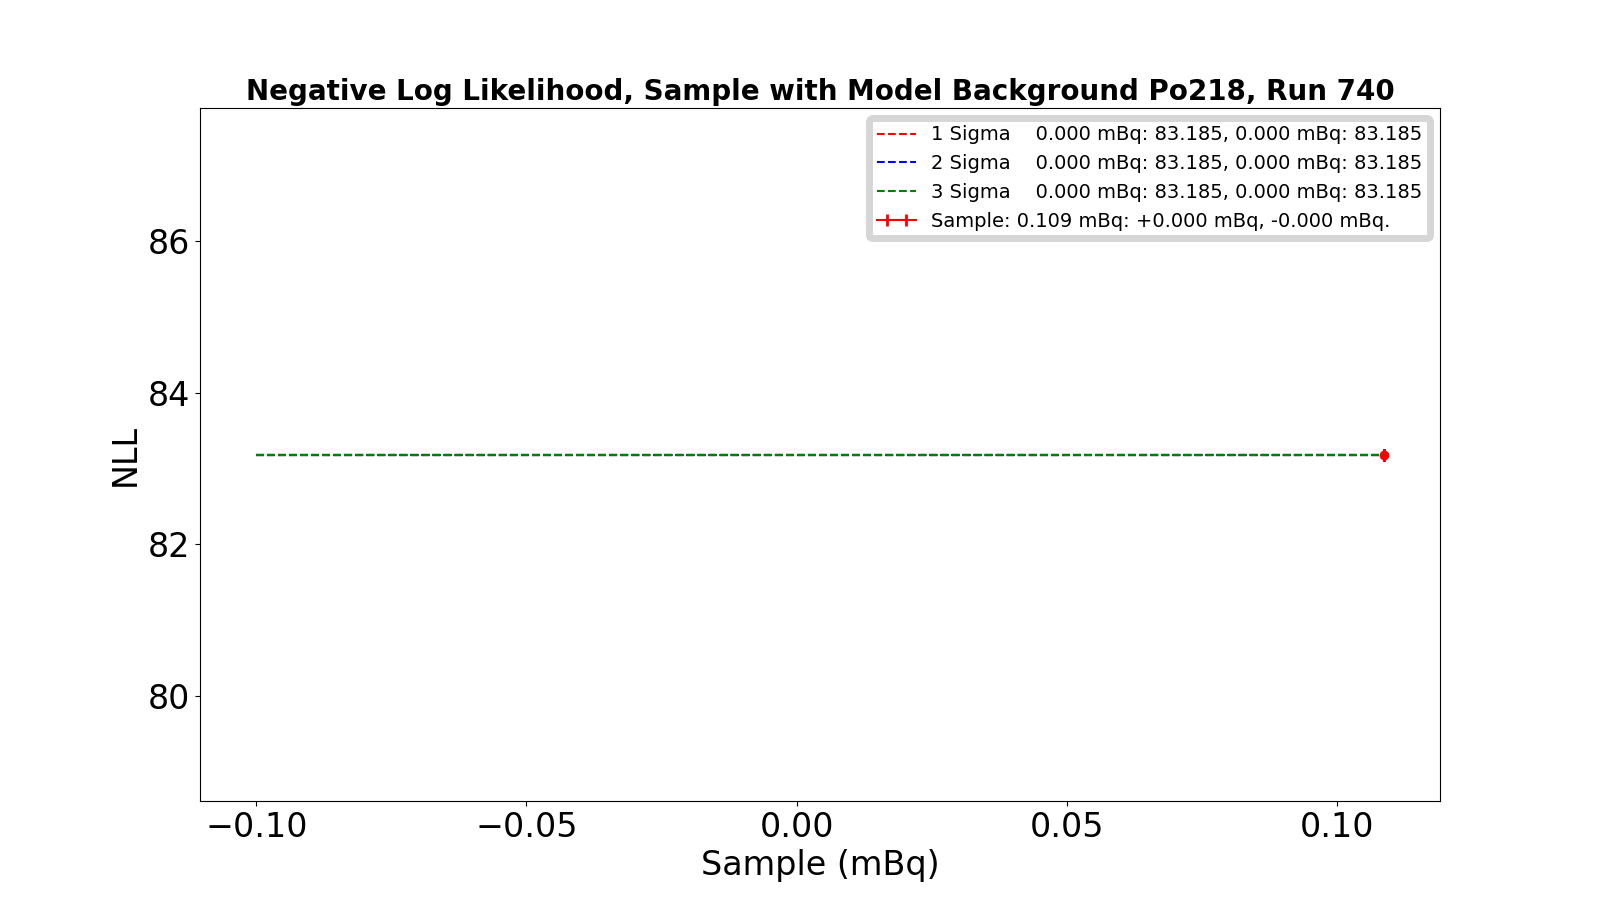 Negative Log Likelihood, Sample with Model Background Po218, Run 740
1 Sigma    0.000 mBq: 83.185, 0.000 mBq: 83.185
2 Sigma    0.000 mBq: 83.185, 0.000 mBq: 83.185
3 Sigma    0.000 mBq: 83.185, 0.000 mBq: 83.185
Sample: 0.109 mBq: +0.000 mBq, -0.000 mBq.
86
84
82
80
NLL
−0.10 −0.05 0.00 0.05 0.10
Sample (mBq)